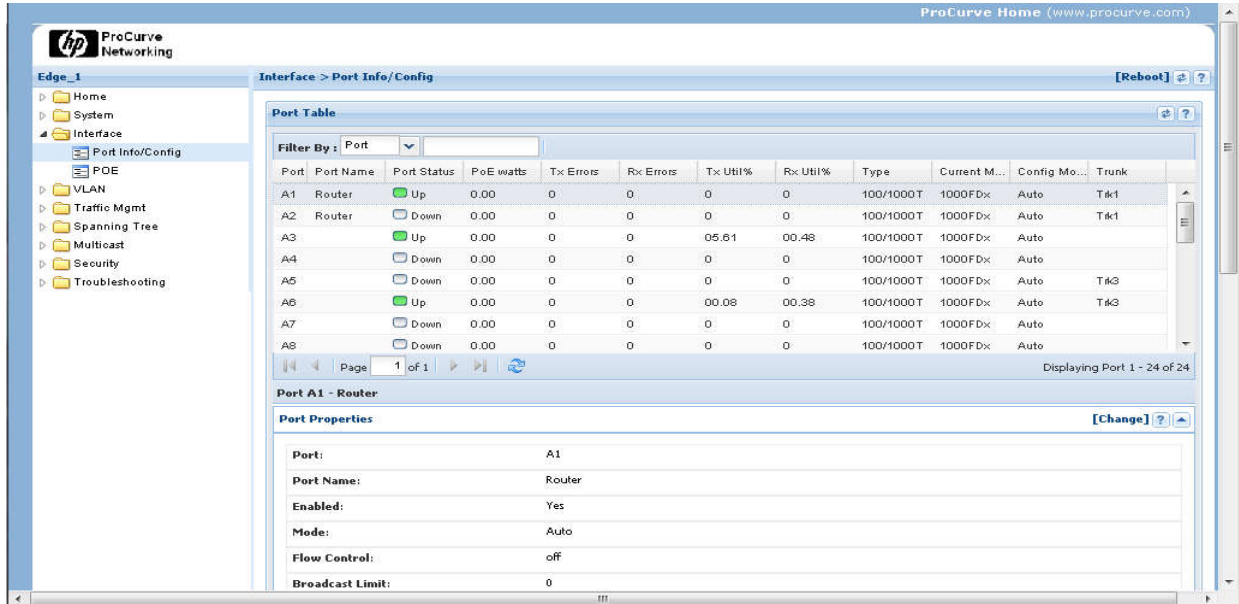 ProCurve Home (www.procurve.com)
hp ProCurve Networking
Edge_1
Interface > Port Info/Config [Reboot] ?
Home
System
Interface
Port Info/Config
POE
VLAN
Traffic Mgmt
Spanning Tree
Multicast
Security
Troubleshooting
Port Table ?
Filter By : Port
Port Port Name Port Status PoE watts Tx Errors Rx Errors Tx Util% Rx Util% Type Current M... Config Mo... Trunk
A1 Router Up 0.00 0 0 0 0 100/1000T 1000FDx Auto Trk1
A2 Router Down 0.00 0 0 0 0 100/1000T 1000FDx Auto Trk1
A3 Up 0.00 0 0 05.61 00.48 100/1000T 1000FDx Auto
A4 Down 0.00 0 0 0 0 100/1000T 1000FDx Auto
A5 Down 0.00 0 0 0 0 100/1000T 1000FDx Auto Trk3
A6 Up 0.00 0 0 00.08 00.38 100/1000T 1000FDx Auto Trk3
A7 Down 0.00 0 0 0 0 100/1000T 1000FDx Auto
A8 Down 0.00 0 0 0 0 100/1000T 1000FDx Auto
Page 1 of 1 Displaying Port 1 - 24 of 24
Port A1 - Router
Port Properties [Change] ?
Port: A1
Port Name: Router
Enabled: Yes
Mode: Auto
Flow Control: off
Broadcast Limit: 0